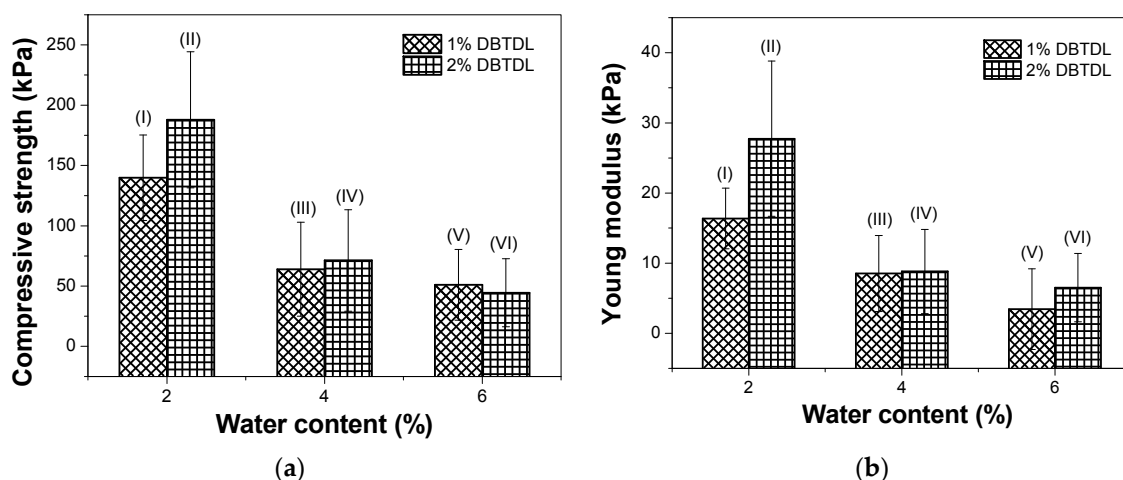 Compressive strength (kPa)
250
200
150
100
50
0
(I)
(II)
(III)
(IV)
(V)
(VI)
1% DBTDL
2% DBTDL
2
4
6
Water content (%)
(a)
Young modulus (kPa)
40
30
20
10
0
(I)
(II)
(III)
(IV)
(V)
(VI)
1% DBTDL
2% DBTDL
2
4
6
Water content (%)
(b)